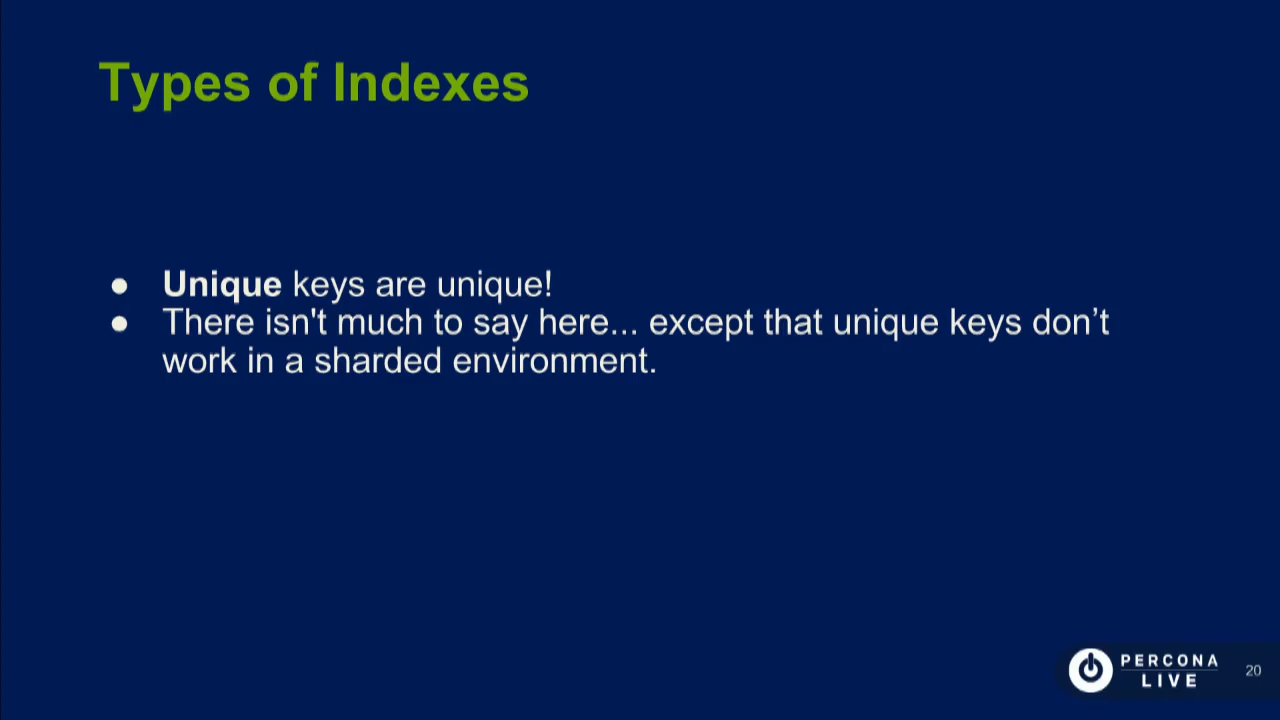 Types of Indexes
● Unique keys are unique!
● There isn't much to say here... except that unique keys don’t
work in a sharded environment.
PERCONA
LIVE
20